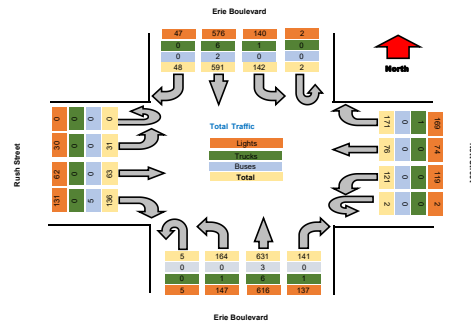 Erie Boulevard
47 576 140 2
0 6 1 0
0 2 0 0
48 591 142 2
North
Total Traffic
Lights
Trucks
Buses
Total
Rush Street
0 0 0 0
30 0 0 31
62 0 0 63
131 0 5 136
171 0 1 169
76 0 0 74
121 0 0 119
2 0 0 2
5 164 631 141
0 0 3 0
0 1 6 1
5 147 616 137
Erie Boulevard